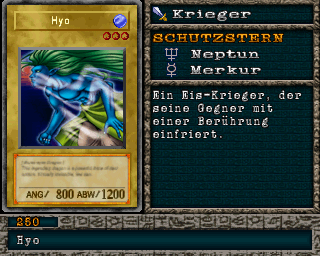 Hyo
ANG/ 800 ABW/1200
Krieger
SCHUTZSTERN
Neptun
Merkur
Ein Eis-Krieger, der
seine Gegner mit
einer Berührung
einfriert.
250
Hyo